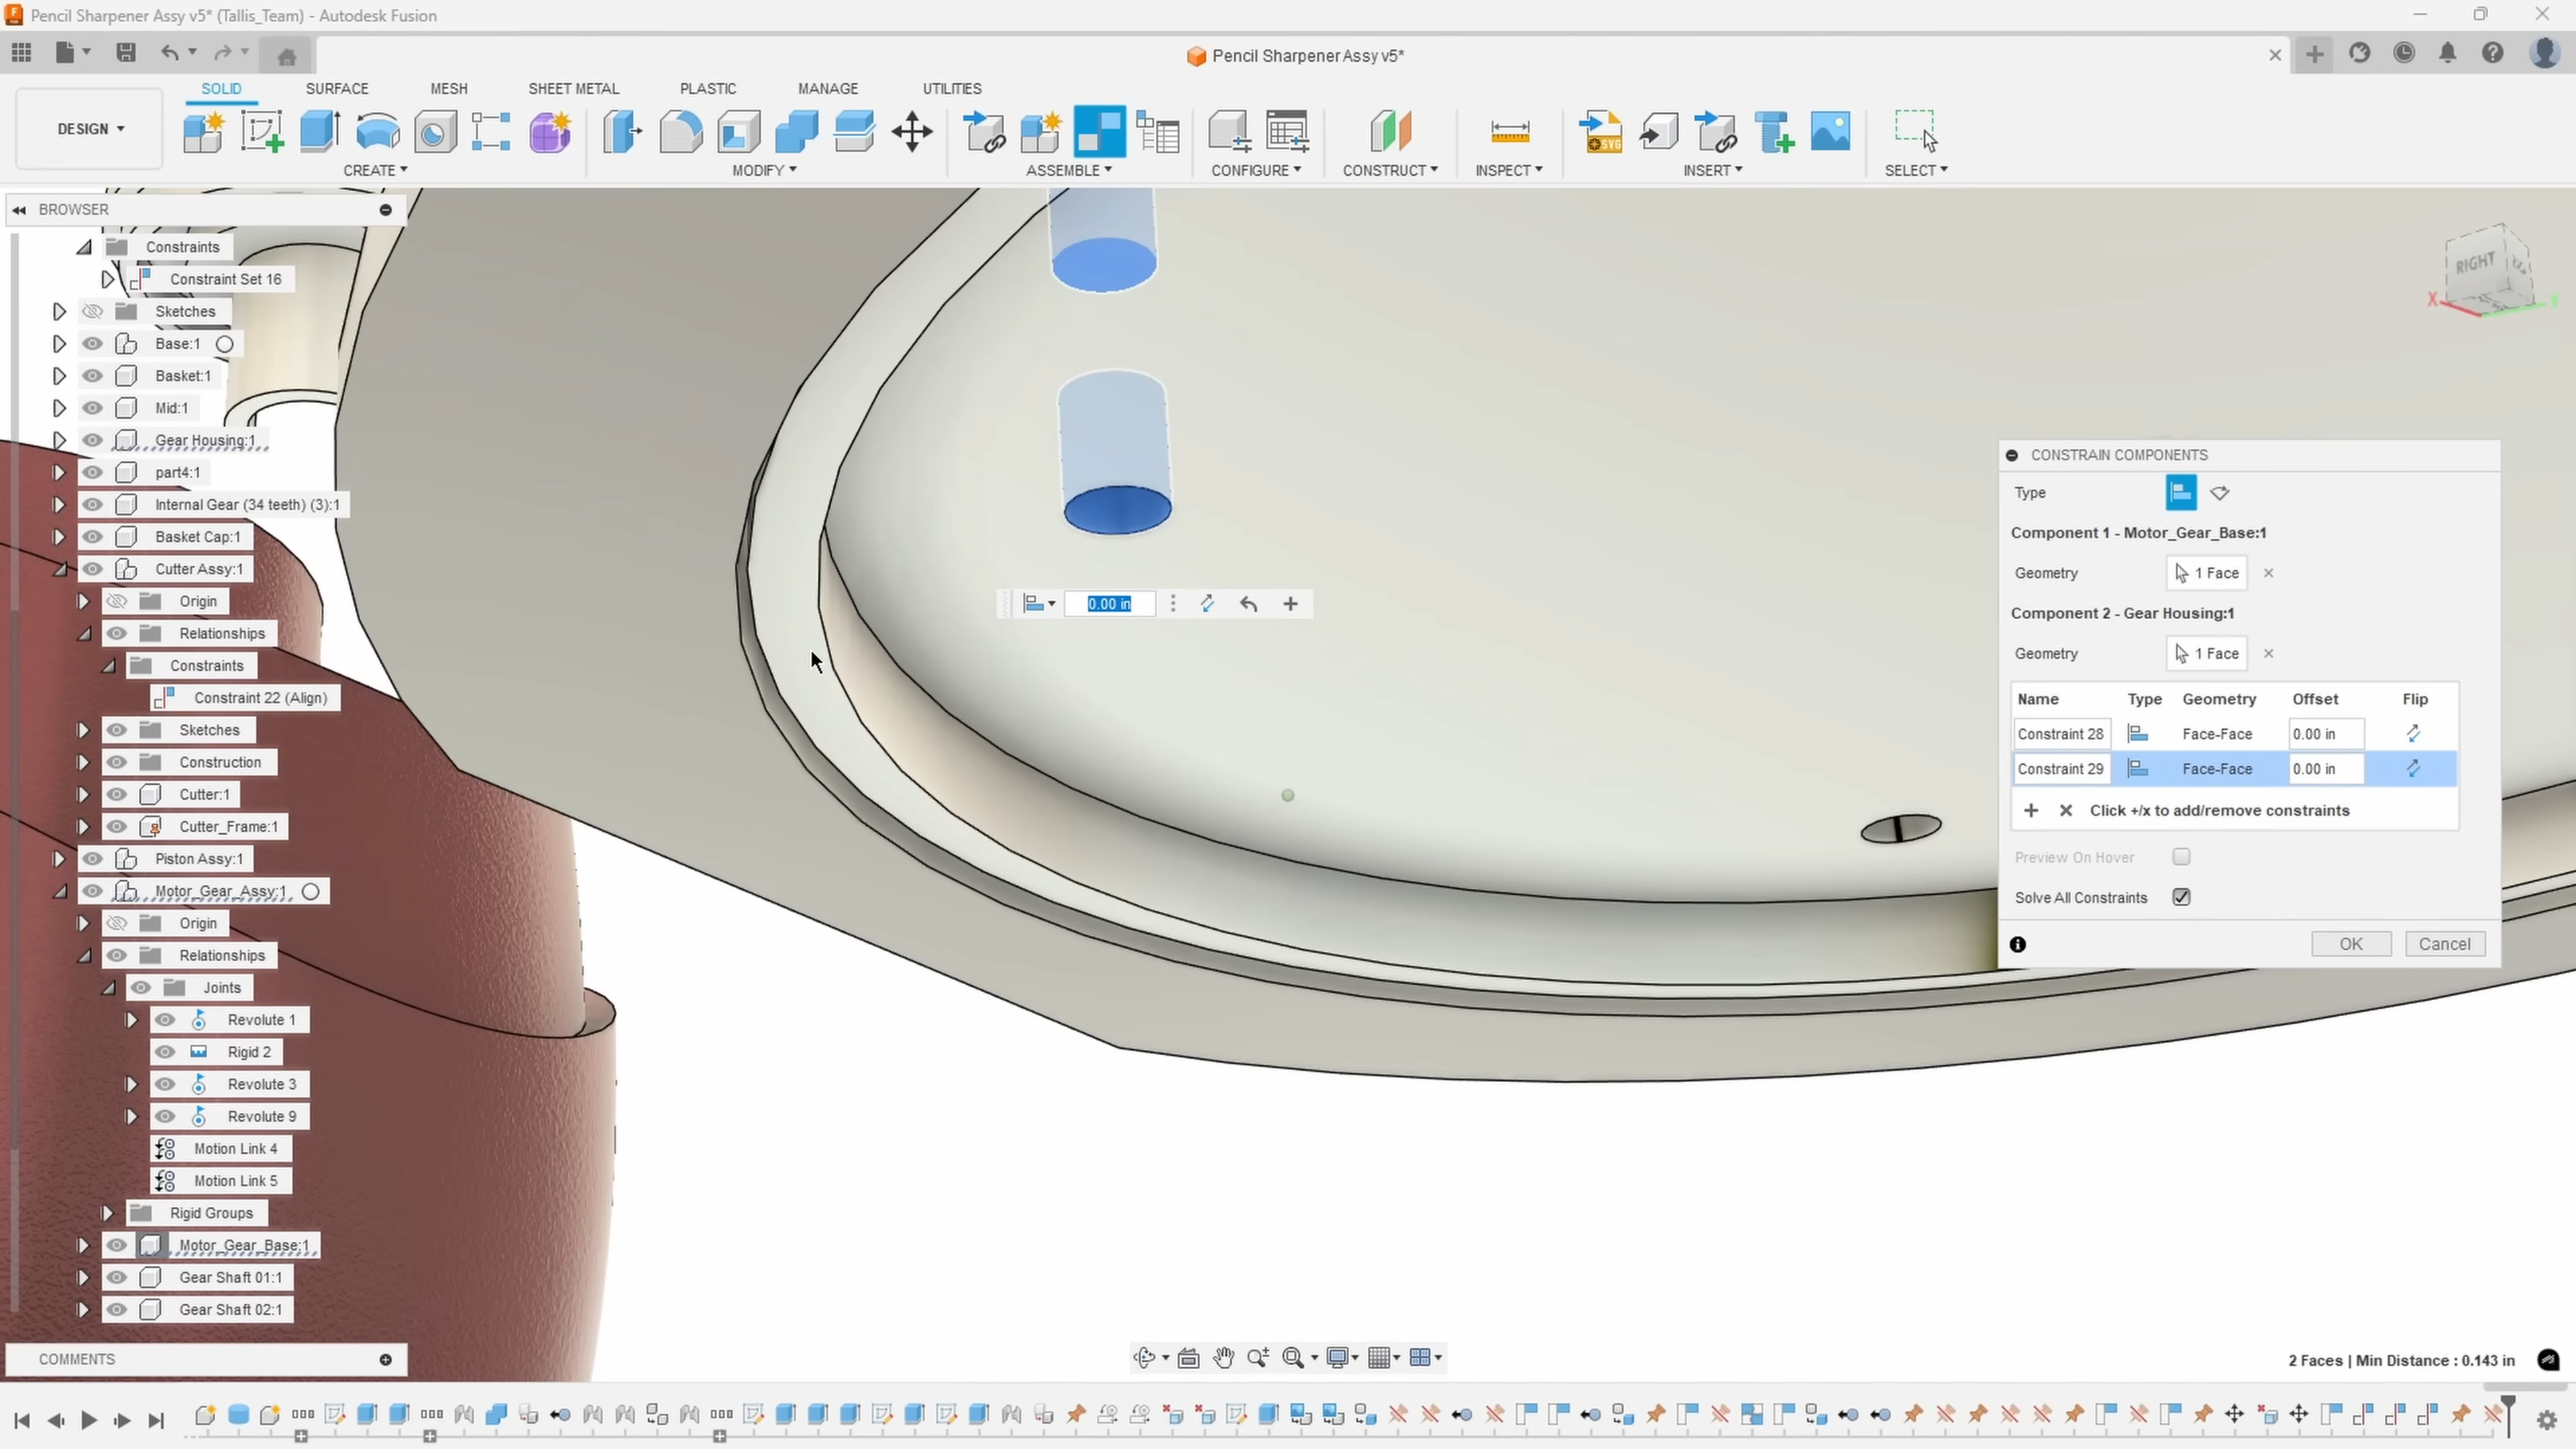 Pencil Sharpener Assy v5* (Tallis_Team) - Autodesk Fusion
Pencil Sharpener Assy v5*
SOLID SURFACE MESH SHEET METAL PLASTIC MANAGE UTILITIES
DESIGN
SVG
CREATE MODIFY ASSEMBLE CONFIGURE CONSTRUCT INSPECT INSERT SELECT
BROWSER
Constraints
Constraint Set 16
Sketches
Base:1
Basket:1
Mid:1
Gear Housing:1
part4:1
Internal Gear (34 teeth) (3):1
Basket Cap:1
Cutter Assy:1
Origin
Relationships
Constraints
Constraint 22 (Align)
Sketches
Construction
Cutter:1
Cutter_Frame:1
Piston Assy:1
Motor_Gear_Assy:1
Origin
Relationships
Joints
Revolute 1
Rigid 2
Revolute 3
Revolute 9
Motion Link 4
Motion Link 5
Rigid Groups
Motor_Gear_Base:1
Gear Shaft 01:1
Gear Shaft 02:1
COMMENTS
0.00 in
RIGHT
X
CONSTRAIN COMPONENTS
Type
Component 1 - Motor_Gear_Base:1
Geometry 1 Face
Component 2 - Gear Housing:1
Geometry 1 Face
Name Type Geometry Offset Flip
Constraint 28 Face-Face 0.00 in
Constraint 29 Face-Face 0.00 in
Click +/x to add/remove constraints
Preview On Hover
Solve All Constraints
OK Cancel
2 Faces | Min Distance : 0.143 in